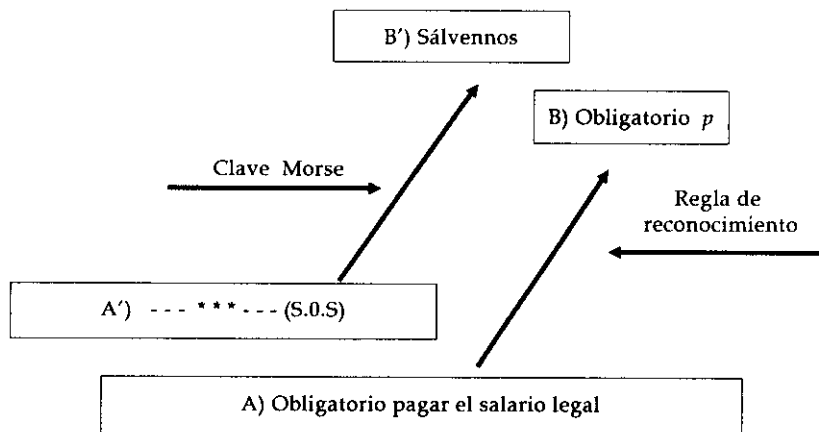 B') Sálvennos
B) Obligatorio p
Clave Morse
Regla de
reconocimiento
A') - - - * * * - - - (S.0.S)
A) Obligatorio pagar el salario legal